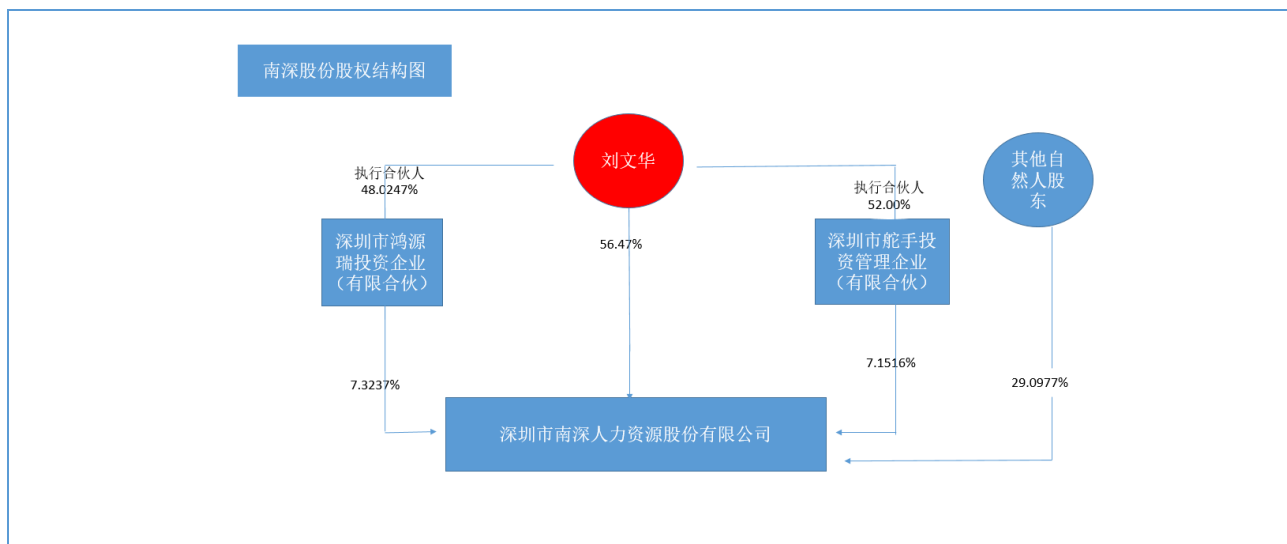 南深股份股权结构图
刘文华
其他自
然人股
东
执行合伙人
48.0247%
执行合伙人
52.00%
深圳市鸿源
瑞投资企业
（有限合伙）
56.47%
深圳市舵手投
资管理企业
（有限合伙）
7.3237%
7.1516%
29.0977%
深圳市南深人力资源股份有限公司